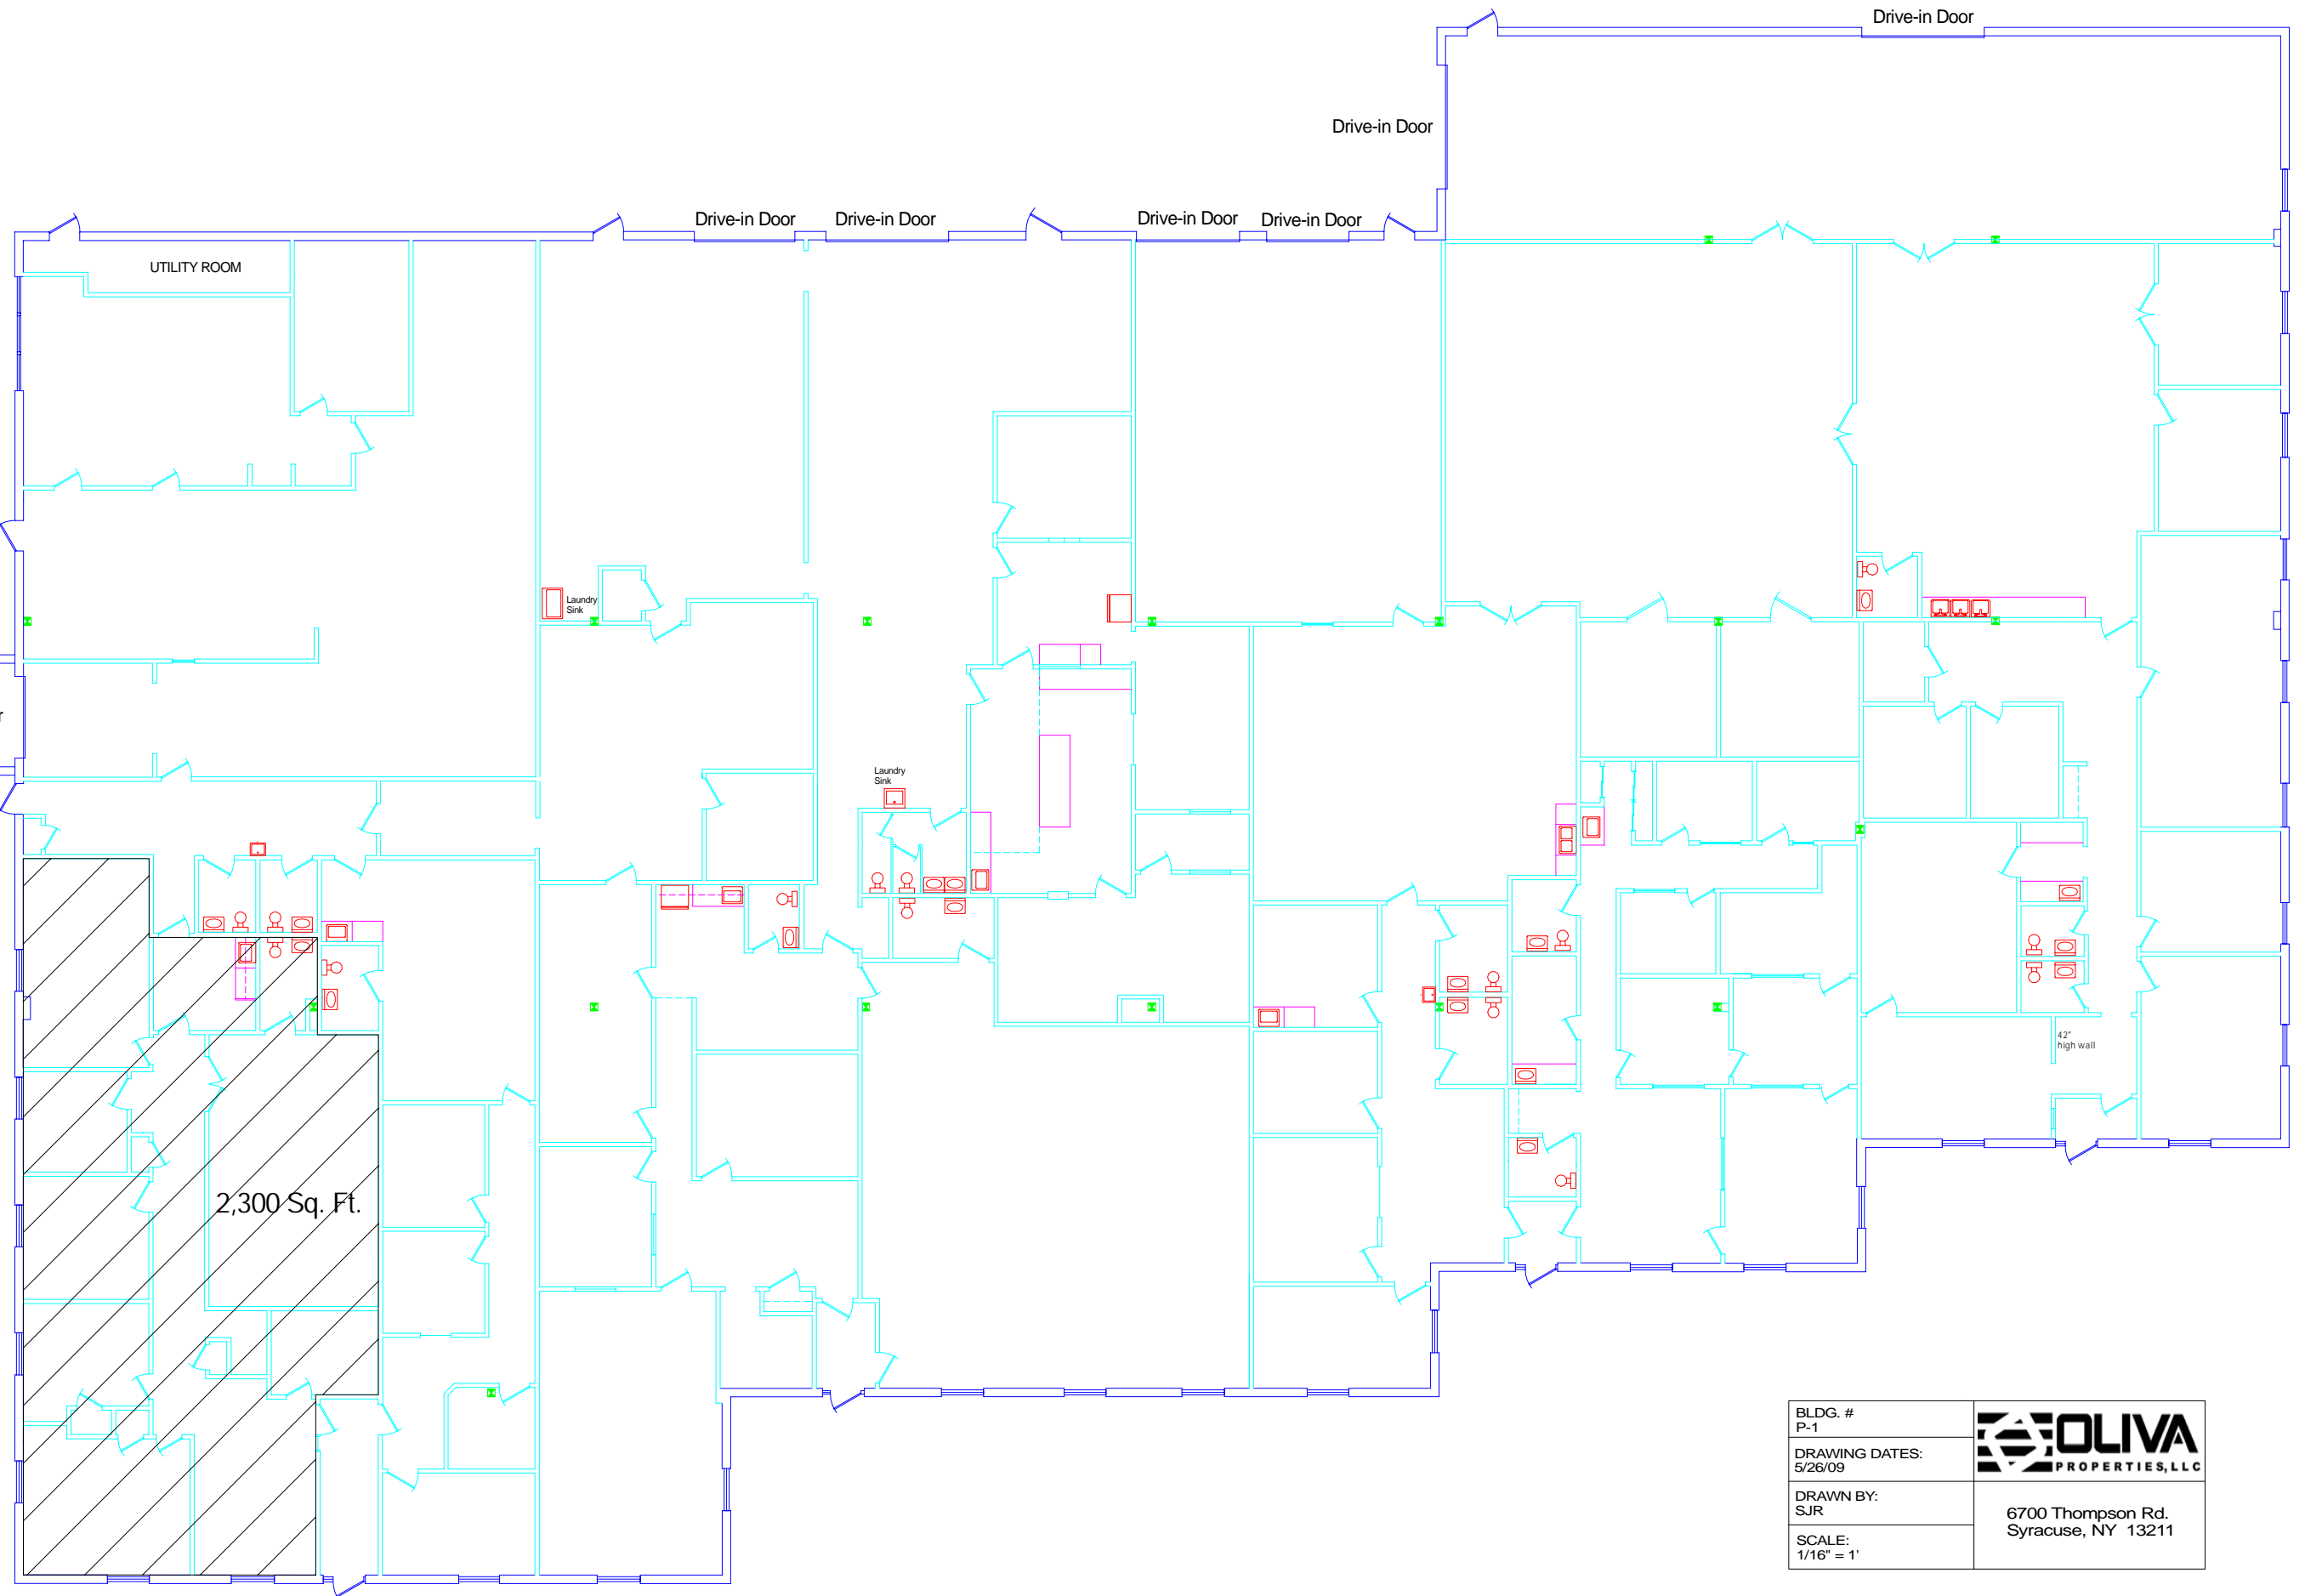 Drive-in Door
Drive-in Door
Drive-in Door
Drive-in Door
Drive-in Door
Drive-in Door
UTILITY ROOM
Laundry
Sink
Laundry
Sink
42"
high wall
2,300 Sq. Ft.
BLDG. #
P-1
DRAWING DATES:
5/26/09
DRAWN BY:
SJR
SCALE:
1/16" = 1'
OLIVA
PROPERTIES, LLC
6700 Thompson Rd.
Syracuse, NY 13211